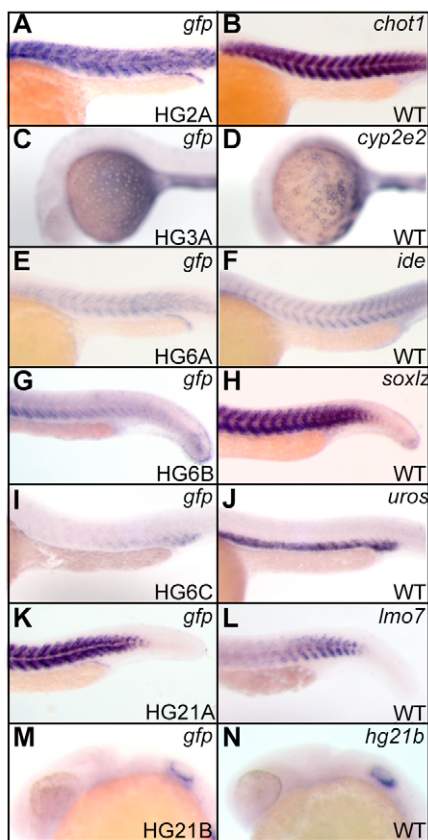 A gfp HG2A
B chot1 WT
C gfp HG3A
D cyp2e2 WT
E gfp HG6A
F ide WT
G gfp HG6B
H soxlz WT
I gfp HG6C
J uros WT
K gfp HG21A
L lmo7 WT
M gfp HG21B
N hg21b WT